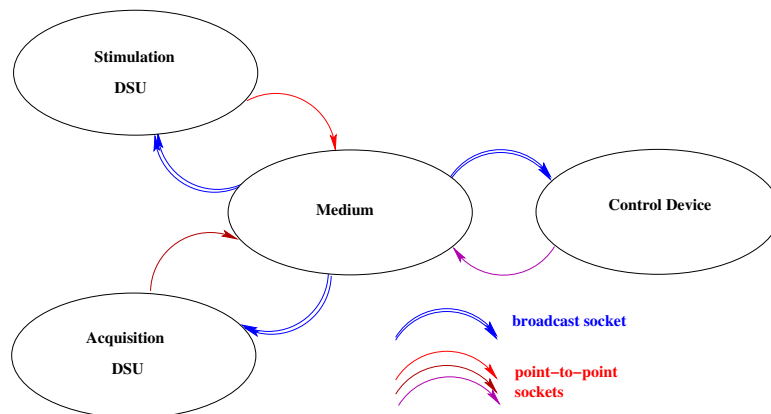 Stimulation
DSU
Medium
Control Device
Acquisition
DSU
broadcast socket
point−to−point
sockets